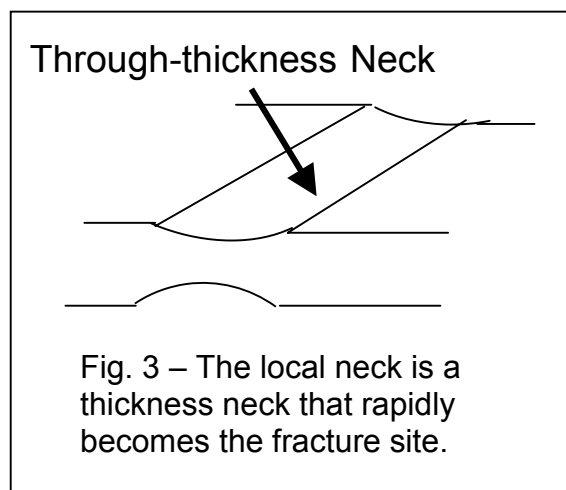 Through-thickness Neck
Fig. 3 – The local neck is a
thickness neck that rapidly
becomes the fracture site.